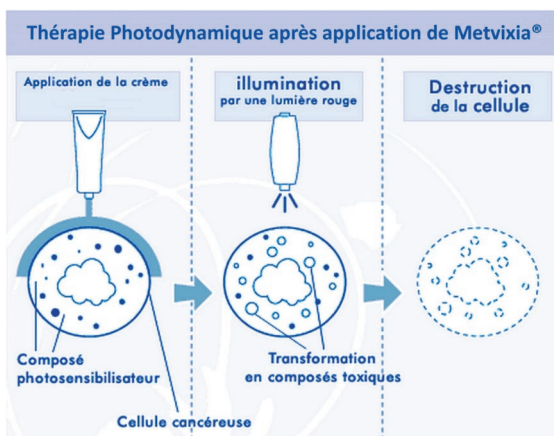 Thérapie Photodynamique après application de Metvixia®
Application de la crème
illumination
par une lumière rouge
Destruction
de la cellule
Composé
photosensibilisateur
Cellule cancéreuse
Transformation
en composés toxiques